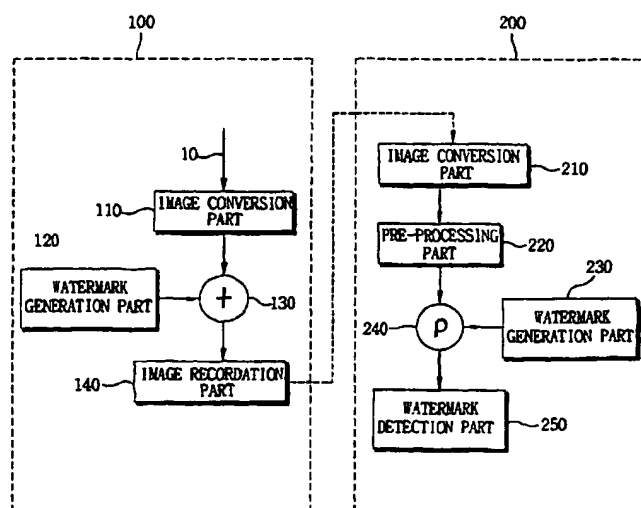 100
200
10
110
IMAGE CONVERSION
PART
120
WATERMARK
GENERATION PART
+
130
140
IMAGE RECORDATION
PART
IMAGE CONVERSION
PART
210
PRE-PROCESSING
PART
220
230
240
ρ
WATERMARK
GENERATION PART
WATERMARK
DETECTION PART
250